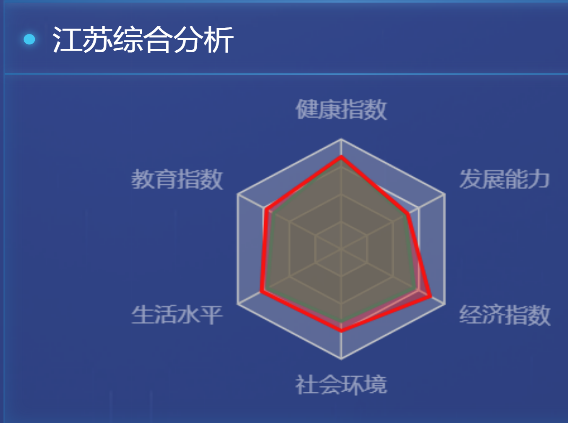 江苏综合分析
健康指数
教育指数
发展能力
生活水平
经济指数
社会环境